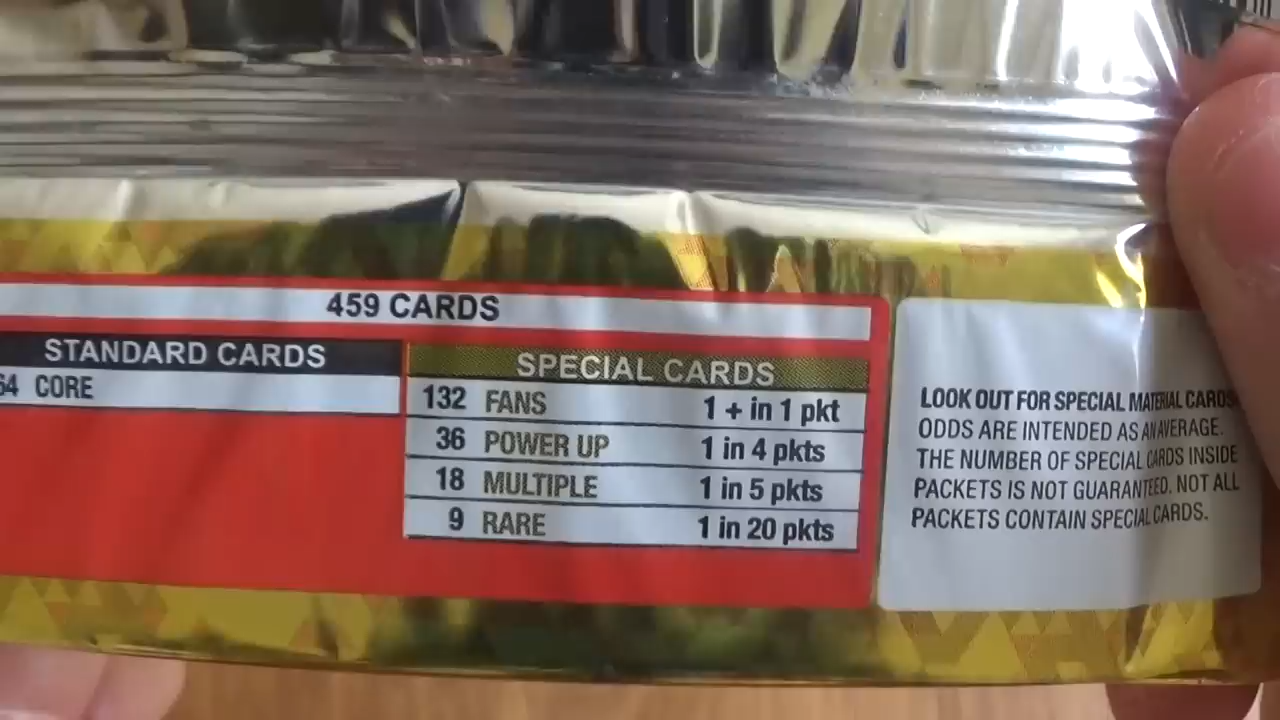 459 CARDS
STANDARD CARDS
64 CORE
SPECIAL CARDS
132 FANS 1 + in 1 pkt
36 POWER UP 1 in 4 pkts
18 MULTIPLE 1 in 5 pkts
9 RARE 1 in 20 pkts
LOOK OUT FOR SPECIAL MATERIAL CARDS
ODDS ARE INTENDED AS AN AVERAGE.
THE NUMBER OF SPECIAL CARDS INSIDE
PACKETS IS NOT GUARANTEED. NOT ALL
PACKETS CONTAIN SPECIAL CARDS.